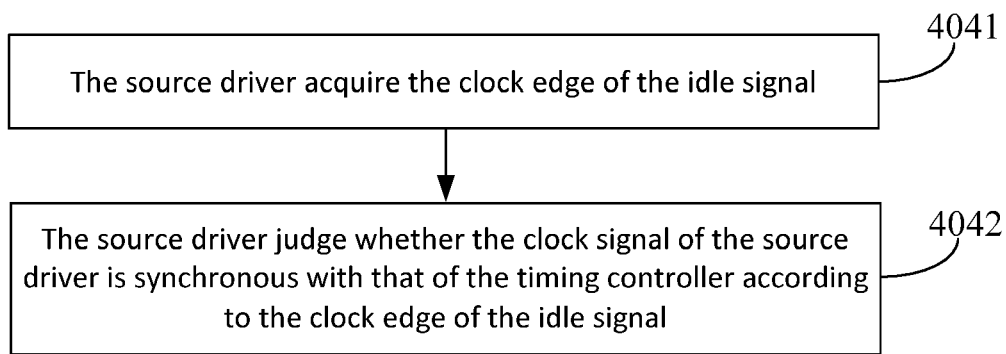 4041
The source driver acquire the clock edge of the idle signal
4042
The source driver judge whether the clock signal of the source
driver is synchronous with that of the timing controller according
to the clock edge of the idle signal